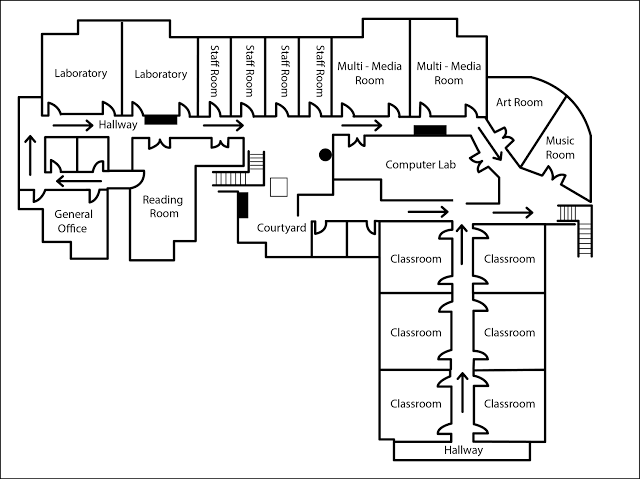 Laboratory
Laboratory
Staff Room
Staff Room
Staff Room
Staff Room
Multi - Media
Room
Multi - Media
Room
Art Room
Music
Room
Hallway
Computer Lab
General
Office
Reading
Room
Courtyard
Classroom
Classroom
Classroom
Classroom
Classroom
Classroom
Hallway